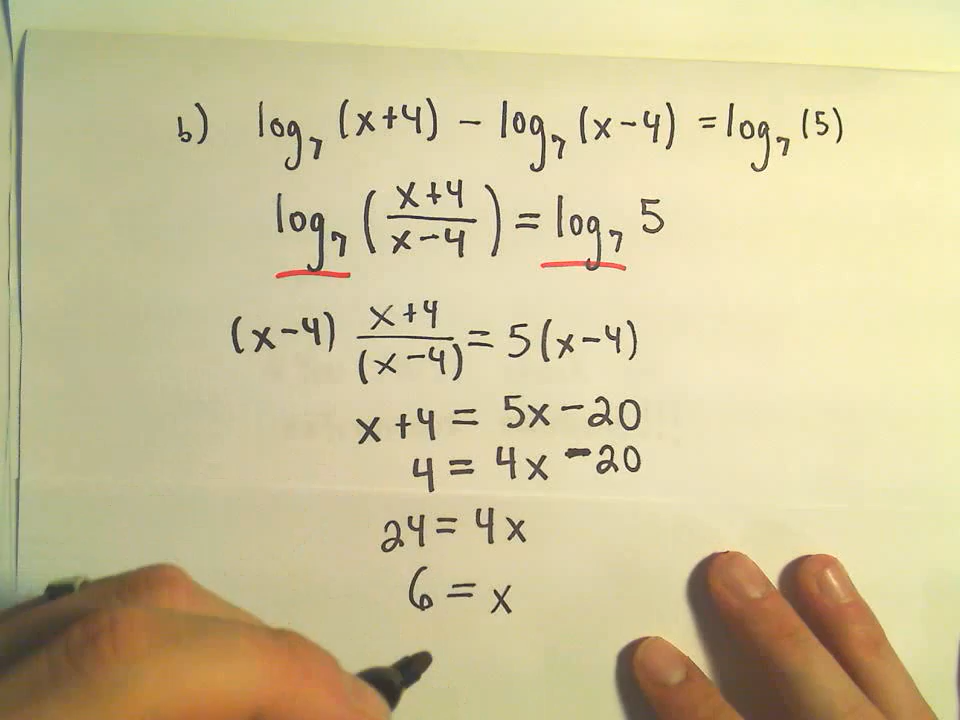 b) log₇(x+4) - log₇(x-4) = log₇(5)
log₇((x+4)/(x-4)) = log₇ 5
(x-4) (x+4)/(x-4) = 5(x-4)
x+4 = 5x-20
4 = 4x-20
24 = 4x
6 = x